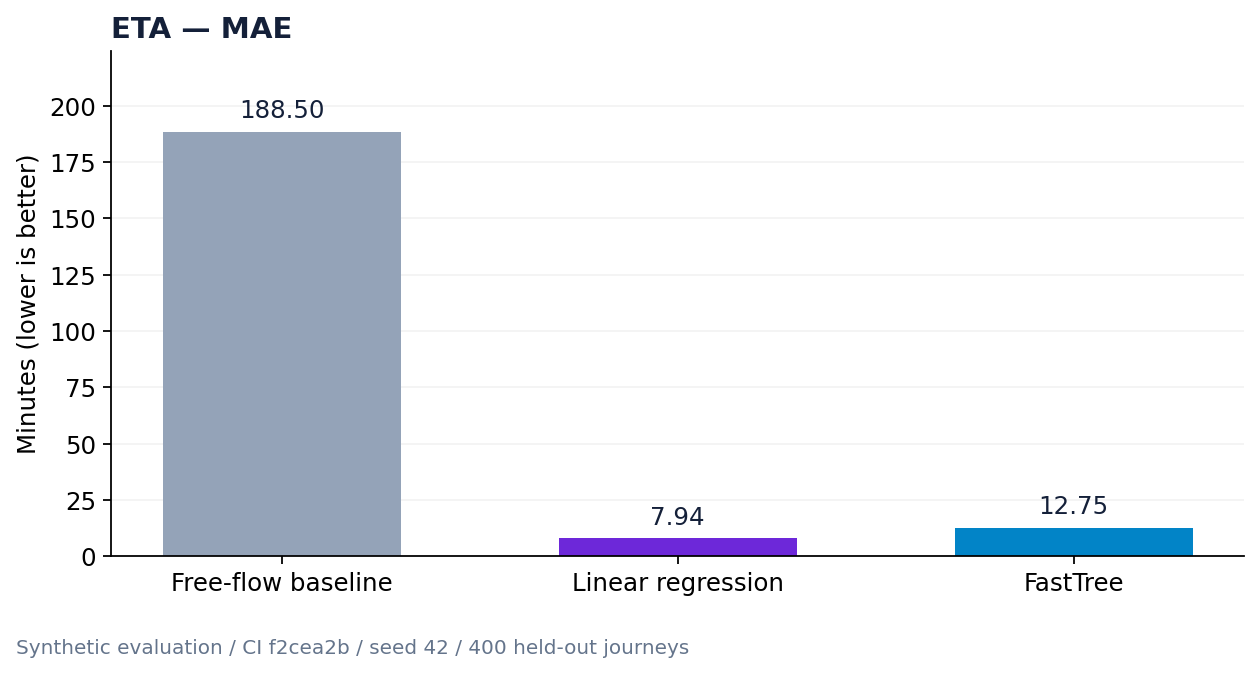 ETA — MAE
Minutes (lower is better)
200
175
150
125
100
75
50
25
0
188.50
7.94
12.75
Free-flow baseline
Linear regression
FastTree
Synthetic evaluation / CI f2cea2b / seed 42 / 400 held-out journeys